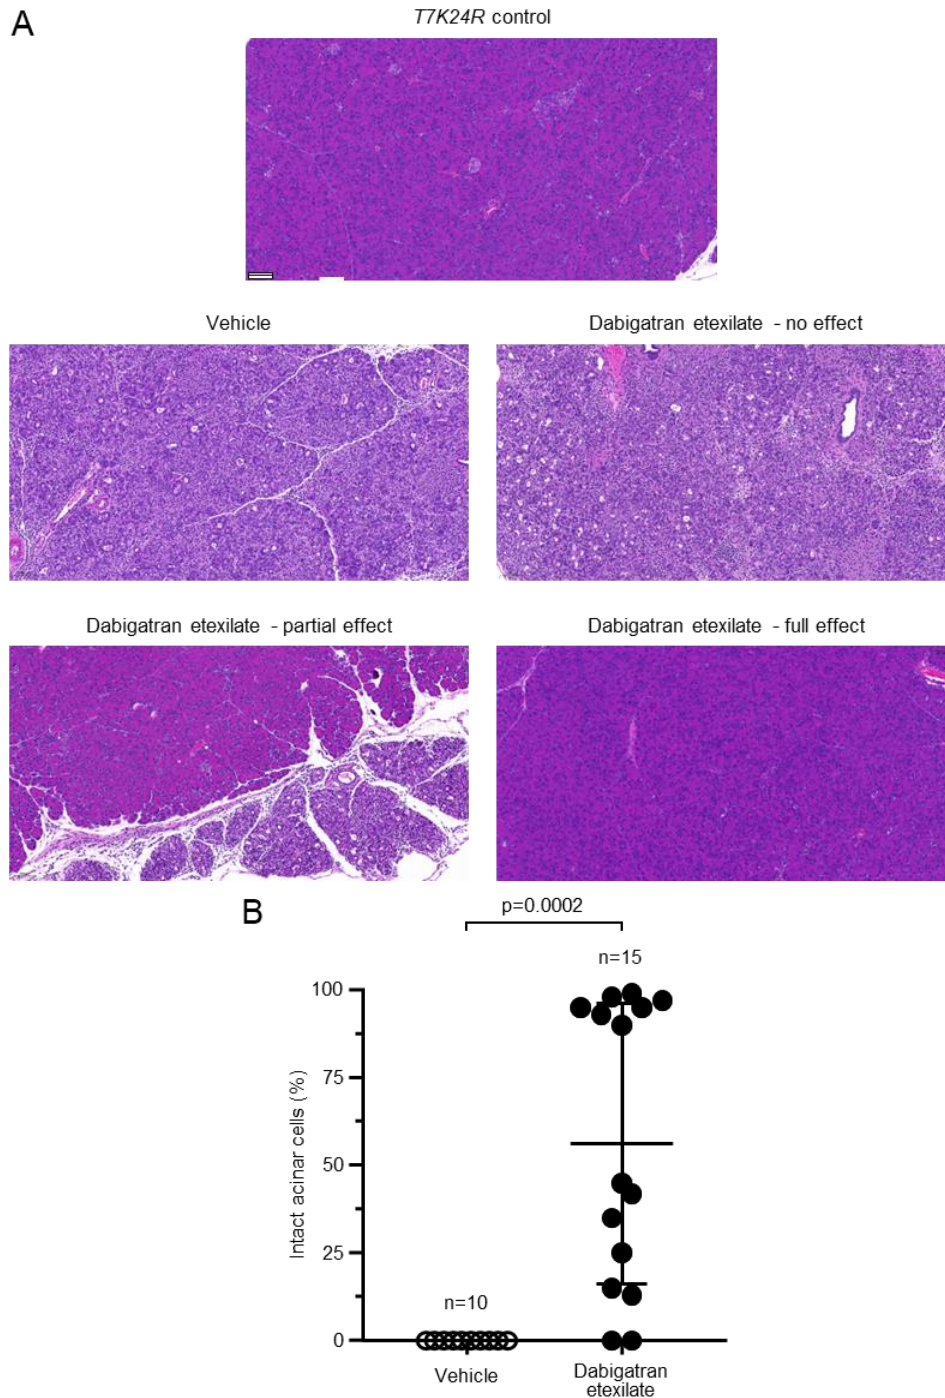 A
T7K24R control
Vehicle
Dabigatran etexilate - no effect
Dabigatran etexilate - partial effect
Dabigatran etexilate - full effect
B
p=0.0002
n=15
100
75
50
25
0
Intact acinar cells (%)
n=10
Vehicle
Dabigatran
etexilate